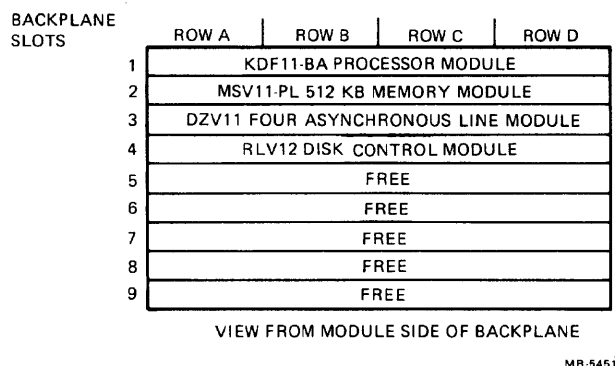 BACKPLANE
SLOTS
ROW A ROW B ROW C ROW D
1 KDF11-BA PROCESSOR MODULE
2 MSV11-PL 512 KB MEMORY MODULE
3 DZV11 FOUR ASYNCHRONOUS LINE MODULE
4 RLV12 DISK CONTROL MODULE
5 FREE
6 FREE
7 FREE
8 FREE
9 FREE
VIEW FROM MODULE SIDE OF BACKPLANE
MR-5451